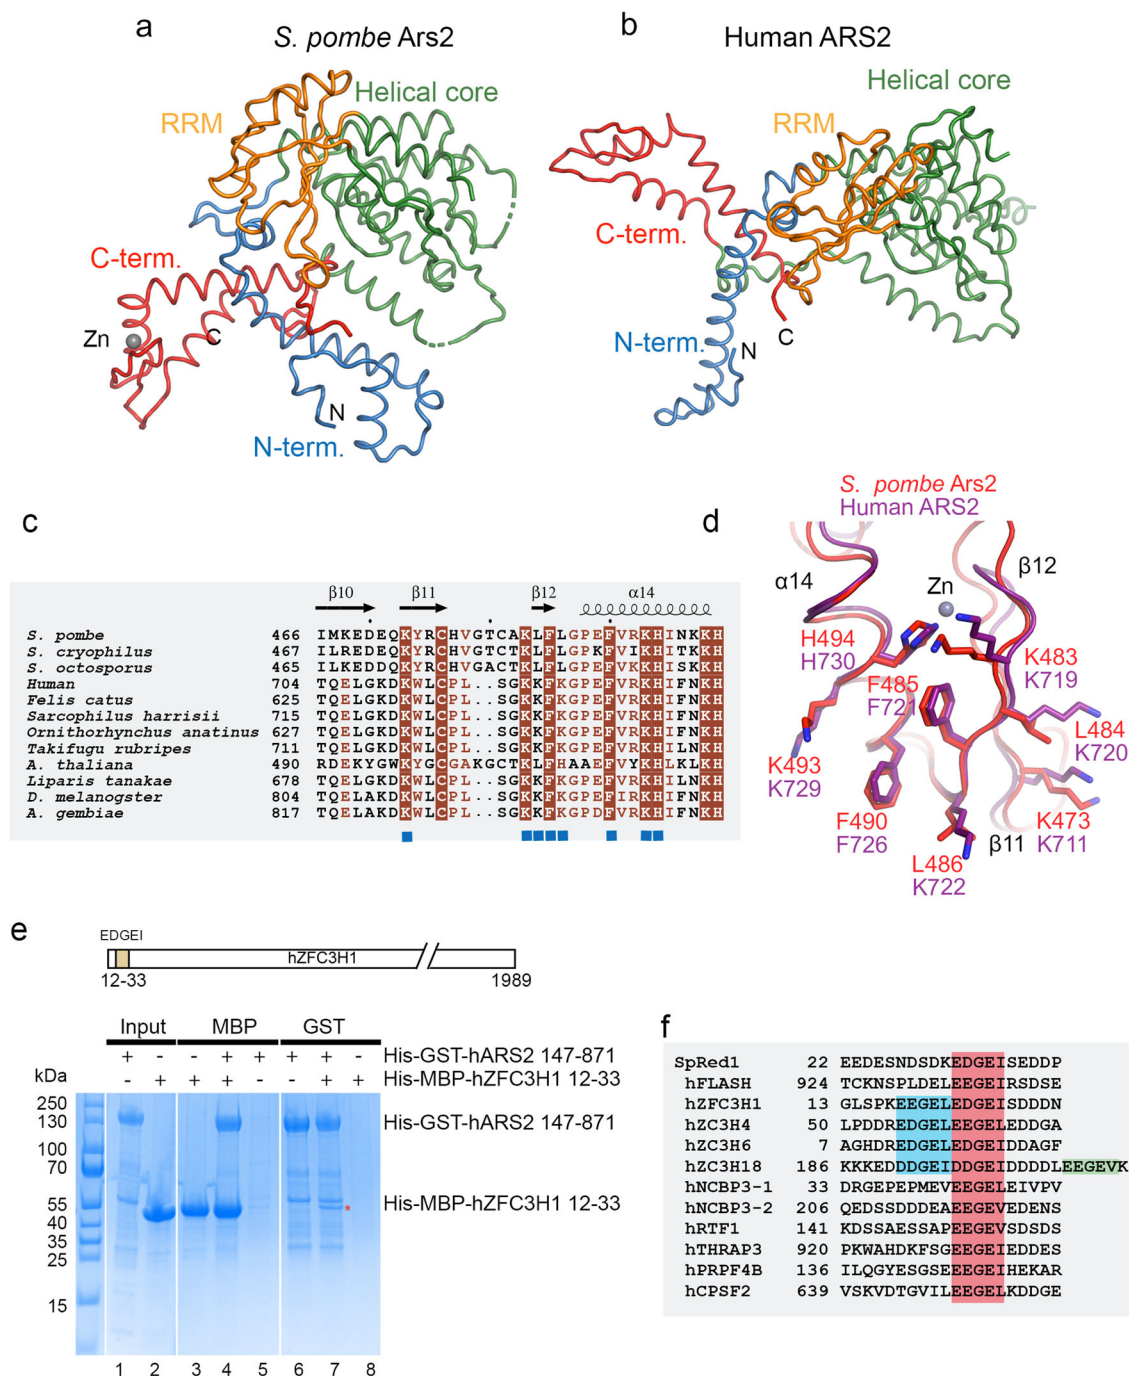 a
S. pombe Ars2
RRM
Helical core
C-term.
Zn
C
N
N-term.
b
Human ARS2
Helical core
RRM
C-term.
N-term.
N
C
c
β10 β11 β12 α14
S. pombe 466 IMKEDEQKYRCHVGTCAKLFLGPEFVRKHINKKH
S. cryophilus 467 ILREDEQKYRCHVGTCTKLFLGPKFVIKHITNKH
S. octosporus 465 ILKEDDQKYRCHVGACTKLFLGPEFVKKHISKKH
Human 704 TQELGKDKWLCPL..SGKKFKGPEFVRKHIFNKH
Felis catus 625 TQELGKDKWLCPL..SGKKFKGPEFVRKHIFNKH
Sarcophilus harrisii 715 TQELGKDKWLCPL..SGKKFKGPEFVRKHIFNKH
Ornithorhynchus anatinus 627 TQELGKDKWLCPL..SGKKFKGPEFVRKHIFNKH
Takifugu rubripes 711 TQELGKDKWLCPL..SGKKFKGPEFVRKHIFNKH
A. thaliana 490 RDEKYGWKYGCGAKGCTKLFHAAEFVYKHLKLKH
Liparis tanakae 678 TQELGKDKWLCPL..SGKKFKGPEFVRKHIFNKH
D. melanogster 804 TQELAKDKWLCPL..SGKKFKGPEFIRKHIFNKH
A. gembiae 817 TQELAKDKWLCPL..SGKKFKGPEFIRKHIFNKH
d
S. pombe Ars2
Human ARS2
α14
Zn
β12
H494
H730
K483
K719
F485
F721
L484
K720
K493
K729
F490
F726
L486
K722
β11
K473
K711
e
EDGEI
hZFC3H1
12-33
1989
Input MBP GST
+ - - + + + + - His-GST-hARS2 147-871
- + + + - - + + His-MBP-hZFC3H1 12-33
kDa
250
130
100
70
55
40
35
25
15
His-GST-hARS2 147-871
His-MBP-hZFC3H1 12-33
*
1 2 3 4 5 6 7 8
f
SpRed1 22 EEDESNDSDKEDGEISEDDP
hFLASH 924 TCKNSPLDELEEGEIRSDSE
hZFC3H1 13 GLSPKEEGELEDGEISDDDN
hZC3H4 50 LPDDREDGELEEGELEDDGA
hZC3H6 7 AGHDREDGELEDGEIDDAGF
hZC3H18 186 KKKEDDDGEIDDGEIDDDDLEEGEVK
hNCBP3-1 33 DRGEPEPMEVEEGELEIVPV
hNCBP3-2 206 QEDSSDDDEAEEGEVEDENS
hRTF1 141 KDSSAESSAPEEGEVSDSDS
hTHRAP3 920 PKWAHDKFSGEEGEIEDDES
hPRPF4B 136 ILQGYESGSEEEGEIHEKAR
hCPSF2 639 VSKVDTGVILEEGELKDDGE